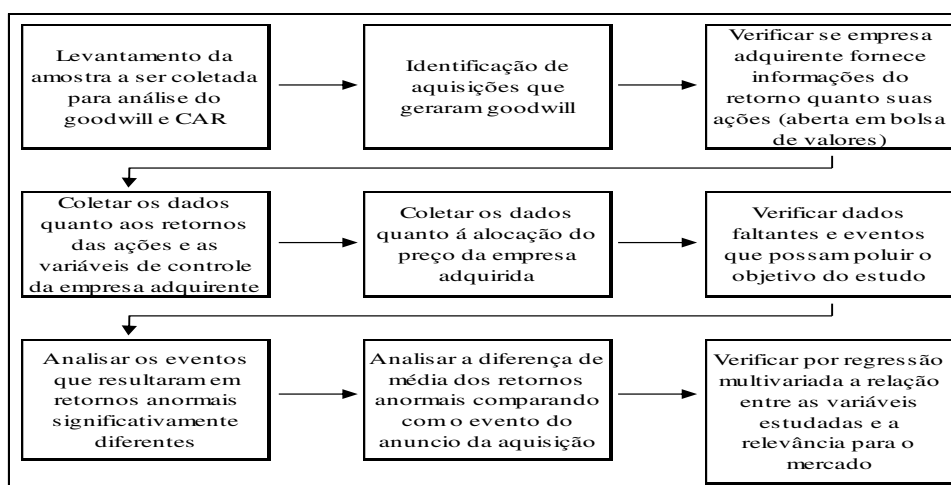 Levantamento da
amostra a ser coletada
para análise do
goodwill e CAR
Identificação de
aquisições que
geraram goodwill
Verificar se empresa
adquirente fornece
informações do
retorno quanto suas
ações (aberta em bolsa
de valores)
Coletar os dados
quanto aos retornos
das ações e as
variáveis de controle
da empresa adquirente
Coletar os dados
quanto á alocação do
preço da empresa
adquirida
Verificar dados
faltantes e eventos
que possam poluir o
objetivo do estudo
Analisar os eventos
que resultaram em
retornos anormais
significativamente
diferentes
Analisar a diferença de
média dos retornos
anormais comparando
com o evento do
anuncio da aquisição
Verificar por regressão
multivariada a relação
entre as variáveis
estudadas e a
relevância para o
mercado